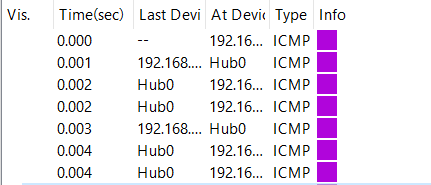 Vis. Time(sec) Last Devi At Devic Type Info
0.000 -- 192.16... ICMP
0.001 192.168.... Hub0 ICMP
0.002 Hub0 192.16... ICMP
0.002 Hub0 192.16... ICMP
0.003 192.168.... Hub0 ICMP
0.004 Hub0 192.16... ICMP
0.004 Hub0 192.16... ICMP